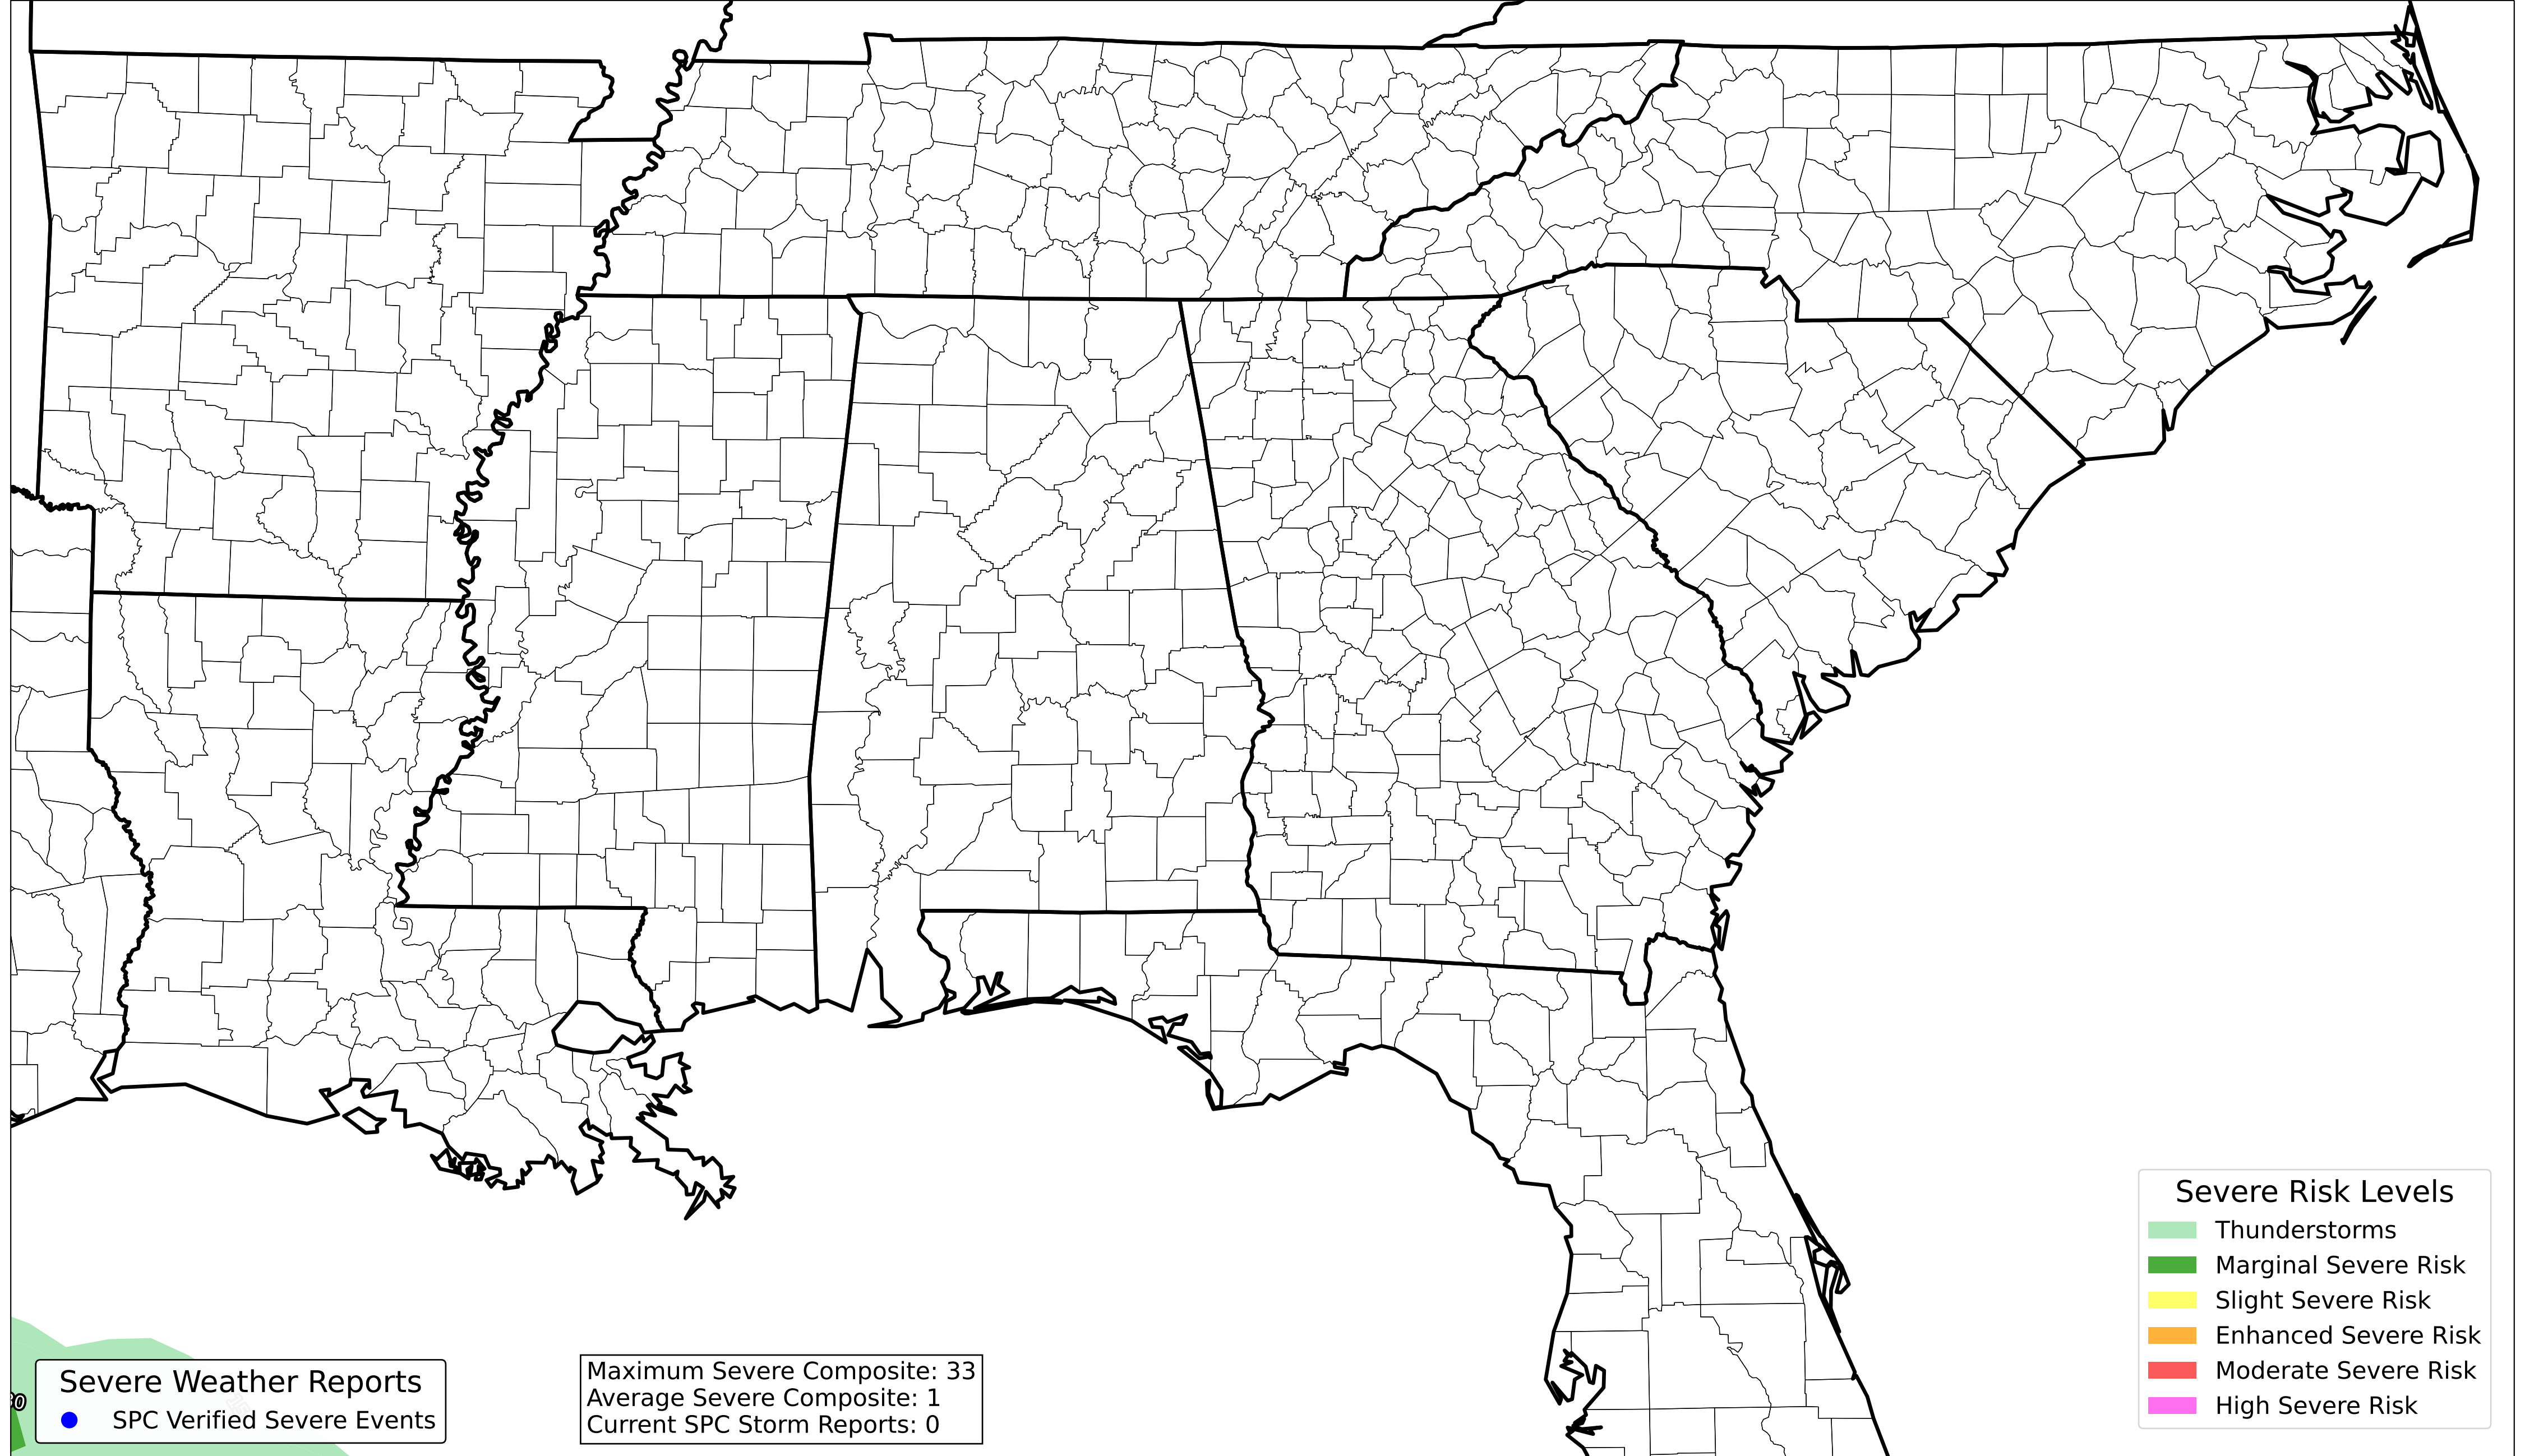 Severe Weather Reports
SPC Verified Severe Events
Maximum Severe Composite: 33
Average Severe Composite: 1
Current SPC Storm Reports: 0
Severe Risk Levels
Thunderstorms
Marginal Severe Risk
Slight Severe Risk
Enhanced Severe Risk
Moderate Severe Risk
High Severe Risk